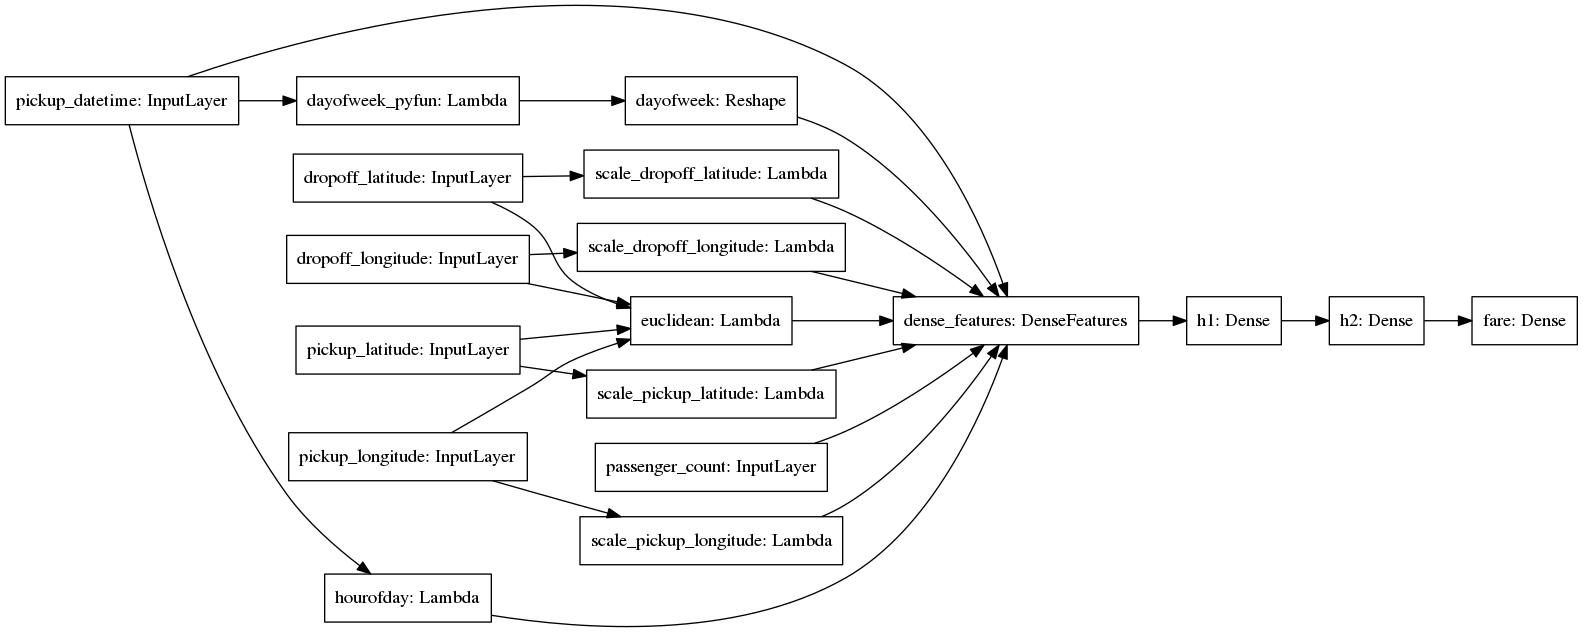 pickup_datetime: InputLayer
dayofweek_pyfun: Lambda
dayofweek: Reshape
dropoff_latitude: InputLayer
scale_dropoff_latitude: Lambda
dropoff_longitude: InputLayer
scale_dropoff_longitude: Lambda
euclidean: Lambda
dense_features: DenseFeatures
h1: Dense
h2: Dense
fare: Dense
pickup_latitude: InputLayer
scale_pickup_latitude: Lambda
pickup_longitude: InputLayer
passenger_count: InputLayer
scale_pickup_longitude: Lambda
hourofday: Lambda